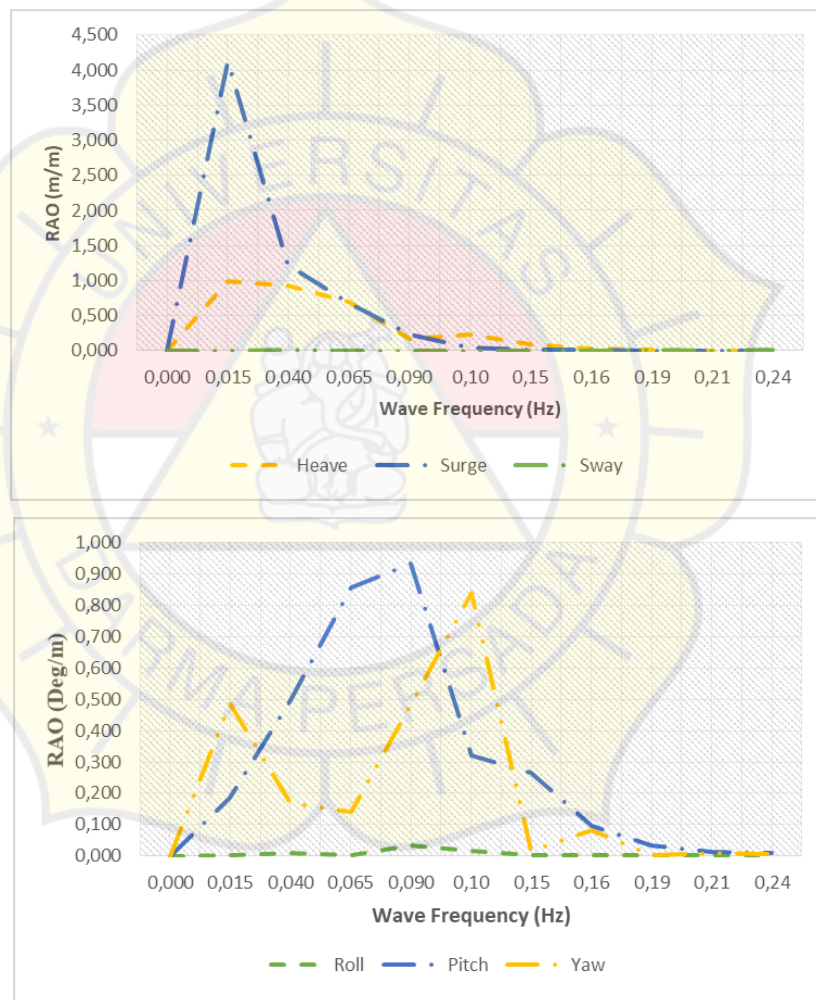 4,500
4,000
3,500
3,000
2,500
2,000
1,500
1,000
0,500
0,000
RAO (m/m)
0,000 0,015 0,040 0,065 0,090 0,10 0,15 0,16 0,19 0,21 0,24
Wave Frequency (Hz)
Heave Surge Sway
UNIVERSITAS
1,000
0,900
0,800
0,700
0,600
0,500
0,400
0,300
0,200
0,100
0,000
RAO (Deg/m)
DARMA PERSADA
0,000 0,015 0,040 0,065 0,090 0,10 0,15 0,16 0,19 0,21 0,24
Wave Frequency (Hz)
Roll Pitch Yaw